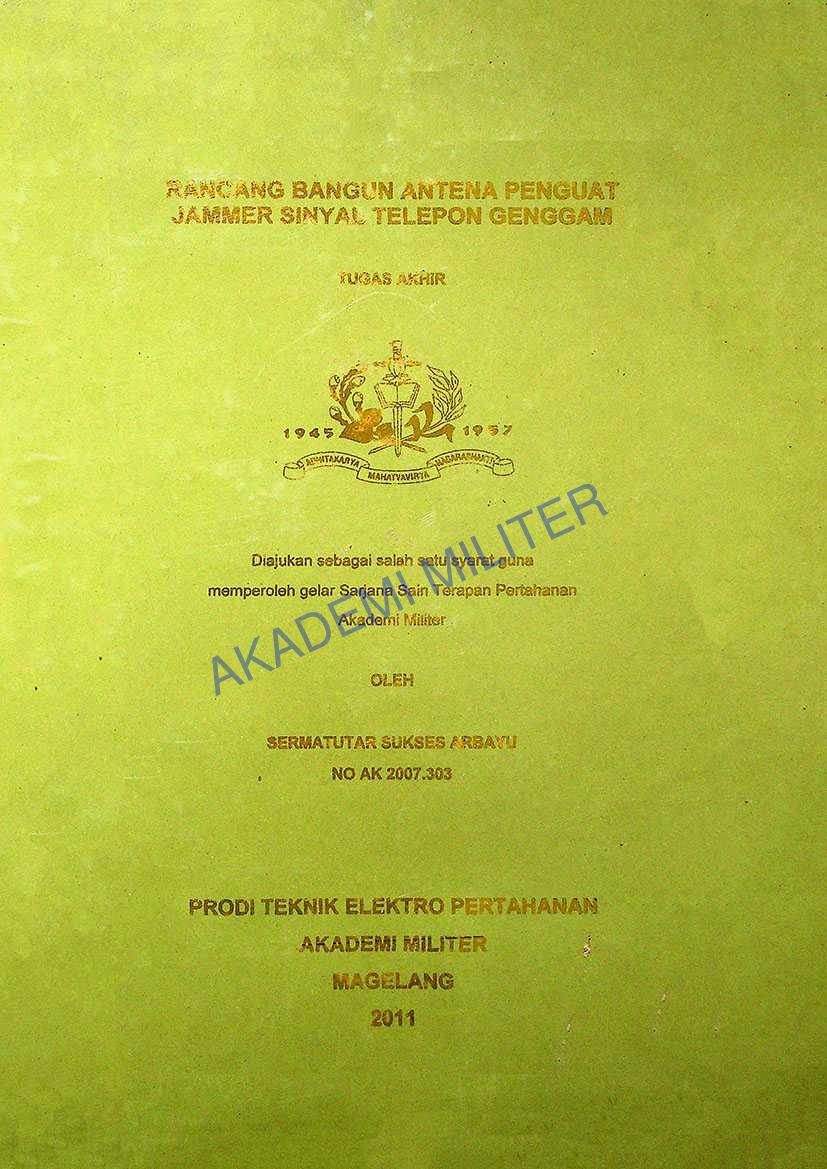 RANCANG BANGUN ANTENA PENGUAT
JAMMER SINYAL TELEPON GENGGAM
TUGAS AKHIR
1945 1957
ADHITAKARYA
MAHATVAVIRYA
NAGARABHAKTI
Diajukan sebagai salah satu syarat guna
memperoleh gelar Sarjana Sain Terapan Pertahanan
Akademi Militer
AKADEMI MILITER
OLEH
SERMATUTAR SUKSES ARBAYU
NO AK 2007.303
PRODI TEKNIK ELEKTRO PERTAHANAN
AKADEMI MILITER
MAGELANG
2011